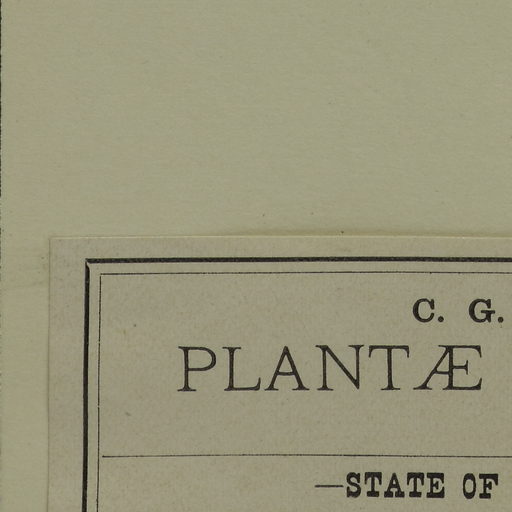 C. G.
PLANTÆ
—STATE OF